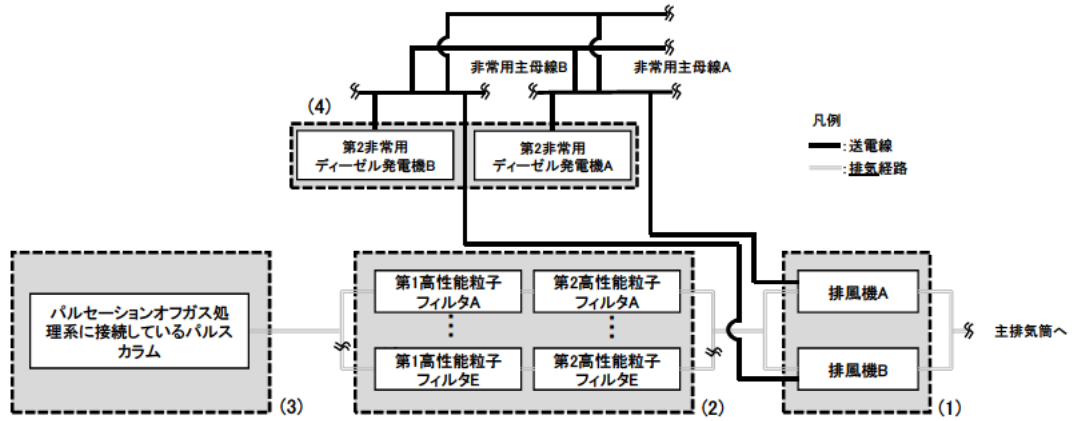 非常用主母線B
非常用主母線A
(4)
第2非常用
ディーゼル発電機B
第2非常用
ディーゼル発電機A
凡例
:送電線
:排気経路
パルセーションオフガス処
理系に接続しているパルス
カラム
(3)
第1高性能粒子
フィルタA
第2高性能粒子
フィルタA
第1高性能粒子
フィルタE
第2高性能粒子
フィルタE
(2)
排風機A
排風機B
(1)
主排気筒へ